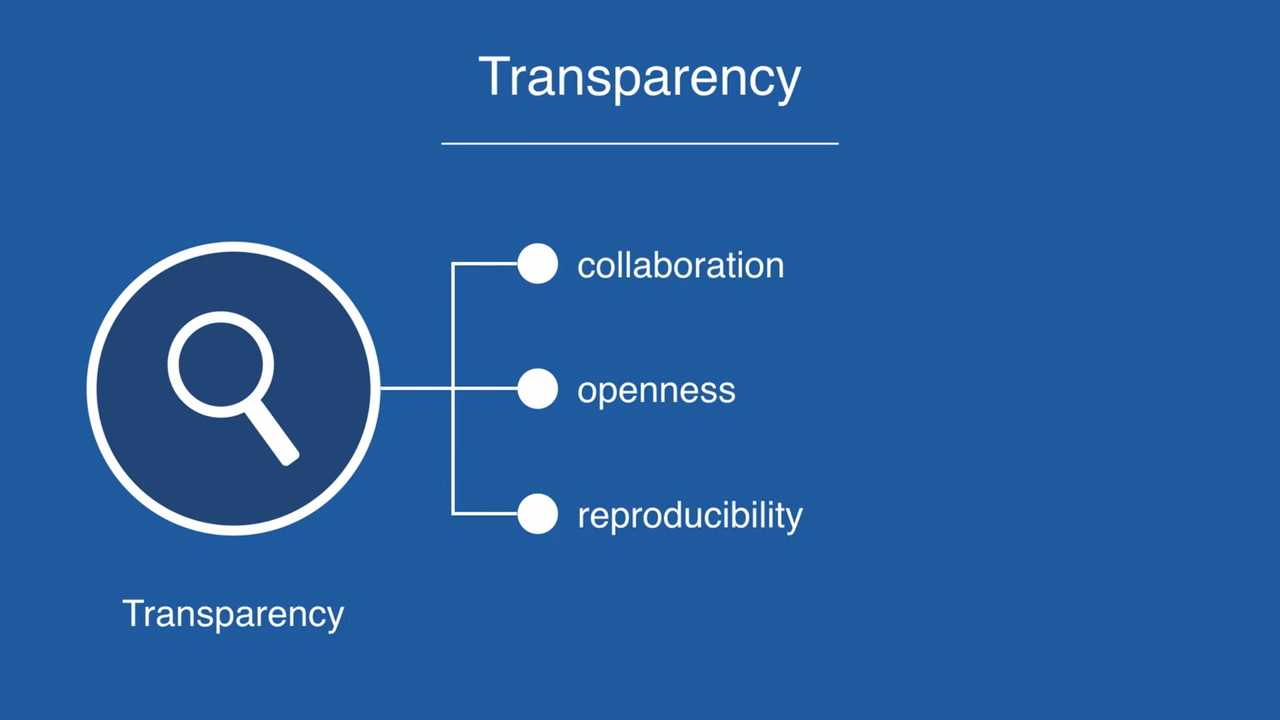 Transparency
collaboration
openness
reproducibility
Transparency